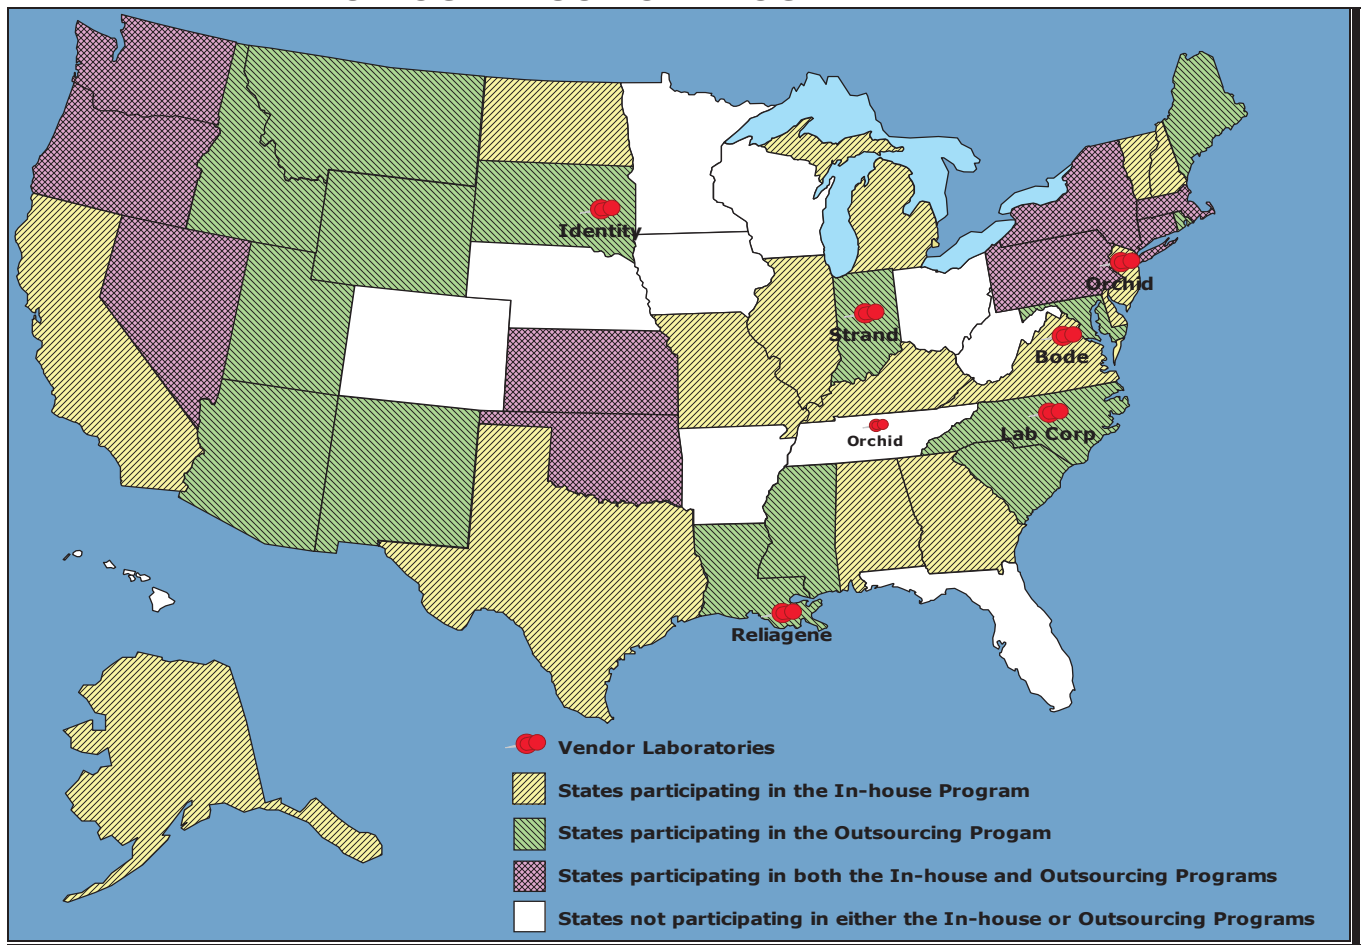 Identity
Orchid
Strand
Bode
Orchid
Lab Corp
Reliagene
Vendor Laboratories
States participating in the In-house Program
States participating in the Outsourcing Progam
States participating in both the In-house and Outsourcing Programs
States not participating in either the In-house or Outsourcing Programs